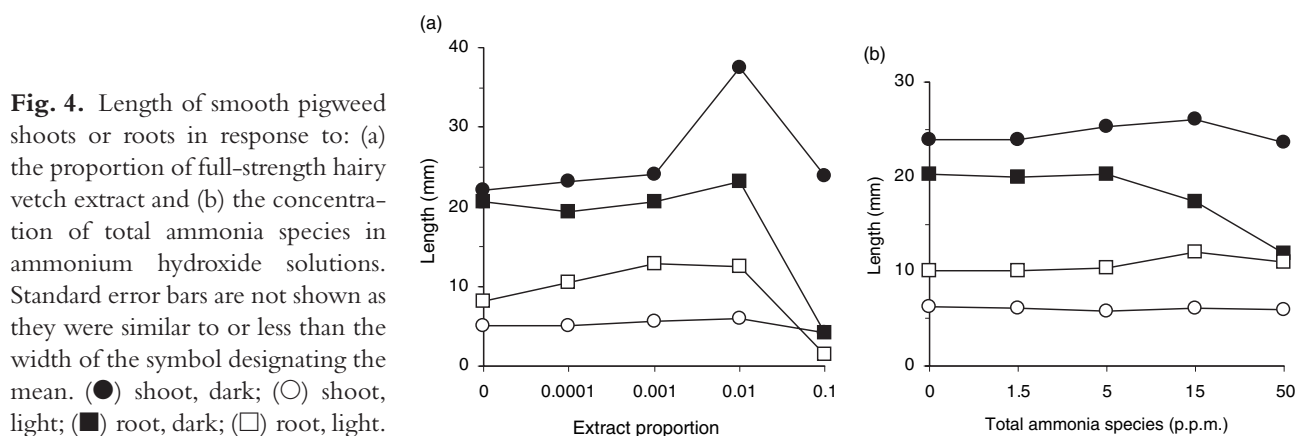 Fig. 4. Length of smooth pigweed
shoots or roots in response to: (a)
the proportion of full-strength hairy
vetch extract and (b) the concentra-
tion of total ammonia species in
ammonium hydroxide solutions.
Standard error bars are not shown as
they were similar to or less than the
width of the symbol designating the
mean. (●) shoot, dark; (○) shoot,
light; (■) root, dark; (□) root, light.
(a)
Length (mm)
40
30
20
10
0
0 0.0001 0.001 0.01 0.1
Extract proportion
(b)
Length (mm)
30
20
10
0
0 1.5 5 15 50
Total ammonia species (p.p.m.)